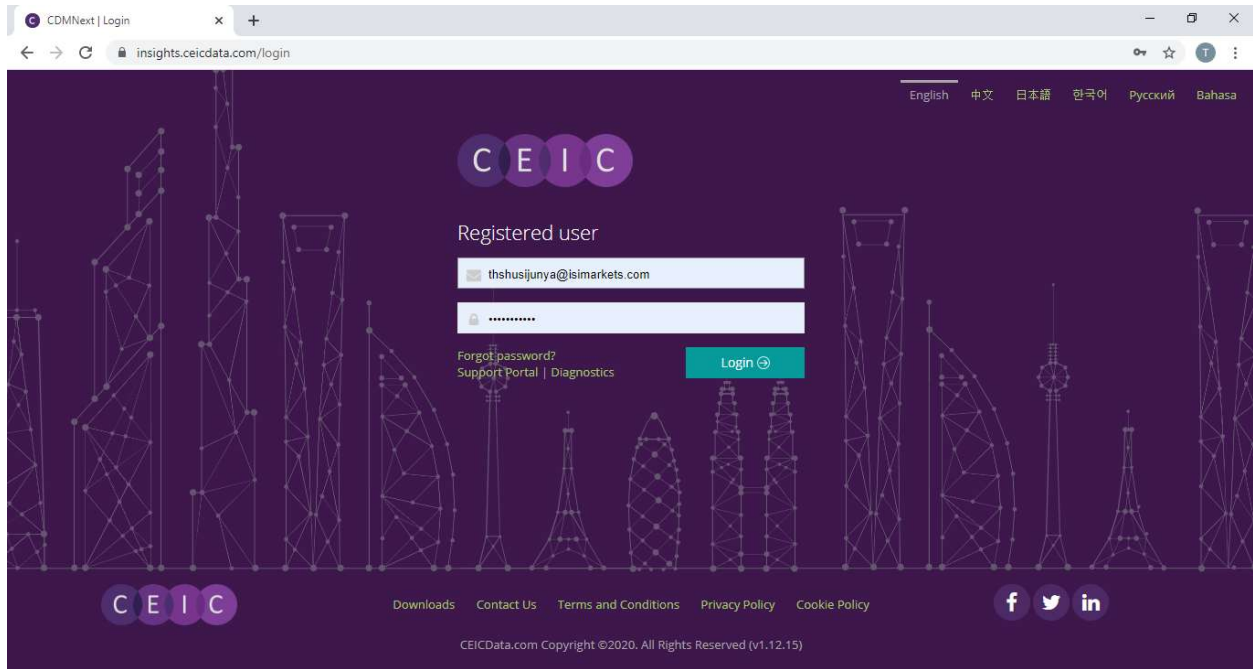 CDMNext | Login
insights.ceicdata.com/login
T
English 中文 日本語 한국어 Русский Bahasa
CEIC
Registered user
thshusijunya@isimarkets.com
•••••••••••
Forgot password?
Login
Support Portal | Diagnostics
CEIC
Downloads Contact Us Terms and Conditions Privacy Policy Cookie Policy
CEICData.com Copyright ©2020. All Rights Reserved (v1.12.15)